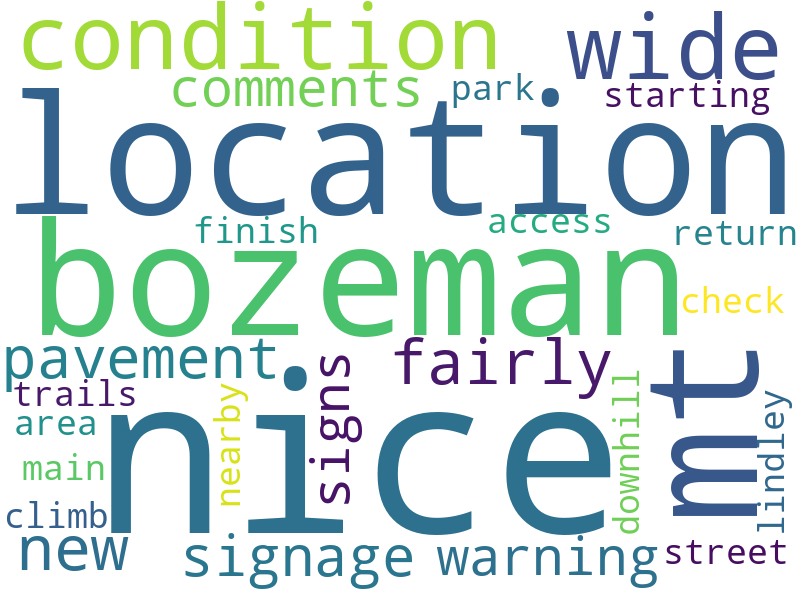 condition
wide
comments
park
starting
location
finish
access
return
bozeman
check
pavement
signs
fairly
mt
trails
nearby
nice
downhill
lindley
area
main
climb
new
signage
warning
street